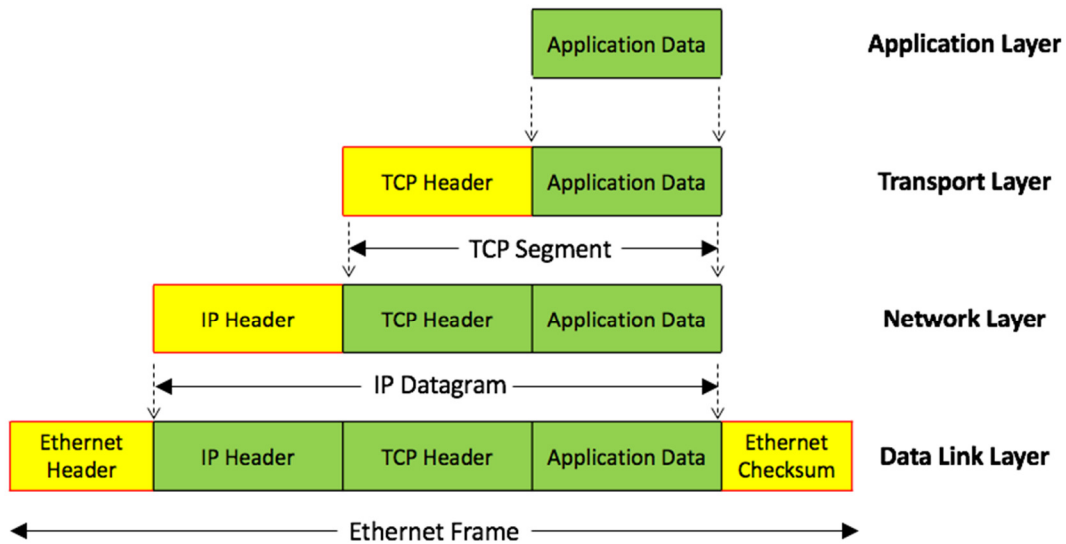 Application Data
Application Layer
TCP Header
Application Data
Transport Layer
TCP Segment
IP Header
TCP Header
Application Data
Network Layer
IP Datagram
Ethernet
Header
IP Header
TCP Header
Application Data
Ethernet
Checksum
Data Link Layer
Ethernet Frame